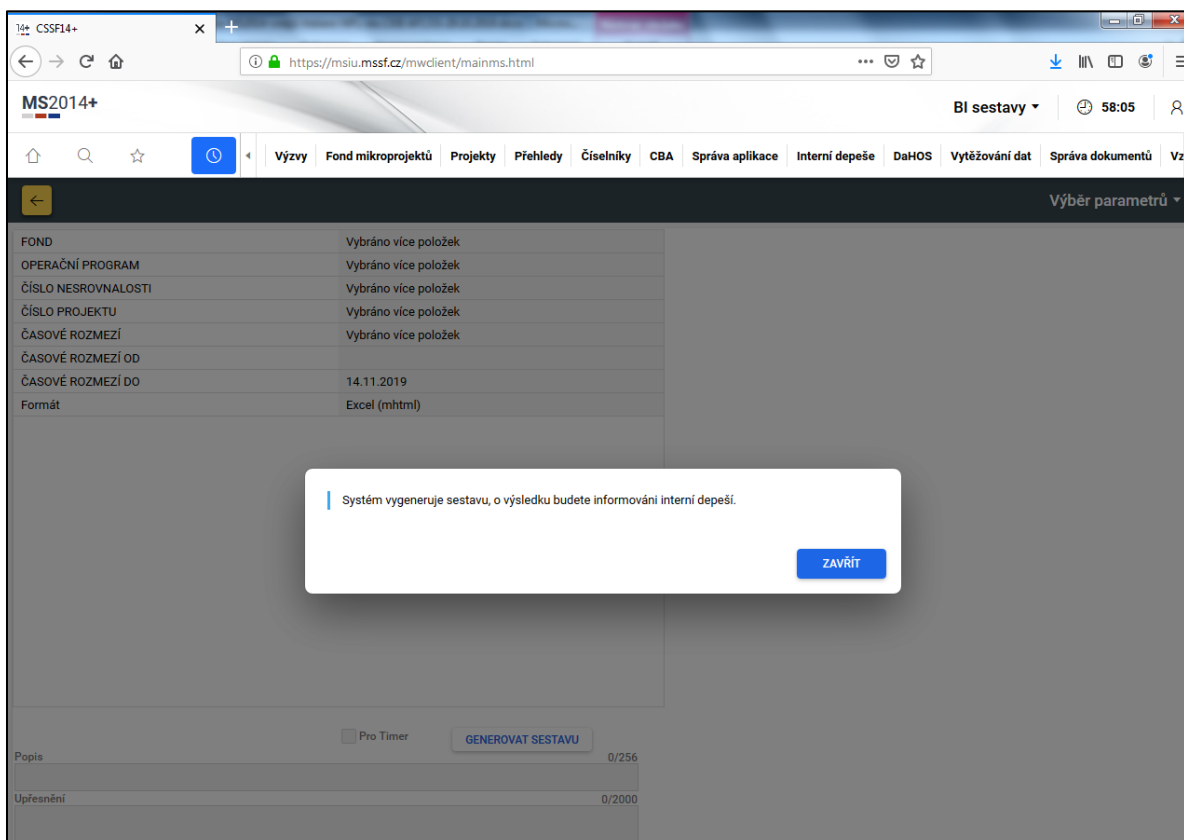 14+ CSSF14+
https://msiu.mssf.cz/mwclient/mainms.html
MS2014+
BI sestavy
58:05
Výzvy Fond mikroprojektů Projekty Přehledy Číselníky CBA Správa aplikace Interní depeše DaHOS Vytěžování dat Správa dokumentů Vz
Výběr parametrů
FOND Vybráno více položek
OPERAČNÍ PROGRAM Vybráno více položek
ČÍSLO NESROVNALOSTI Vybráno více položek
ČÍSLO PROJEKTU Vybráno více položek
ČASOVÉ ROZMEZÍ Vybráno více položek
ČASOVÉ ROZMEZÍ OD
ČASOVÉ ROZMEZÍ DO 14.11.2019
Formát Excel (mhtml)
Systém vygeneruje sestavu, o výsledku budete informováni interní depeší.
ZAVŘÍT
Pro Timer GENEROVAT SESTAVU
Popis 0/256
Upřesnění 0/2000